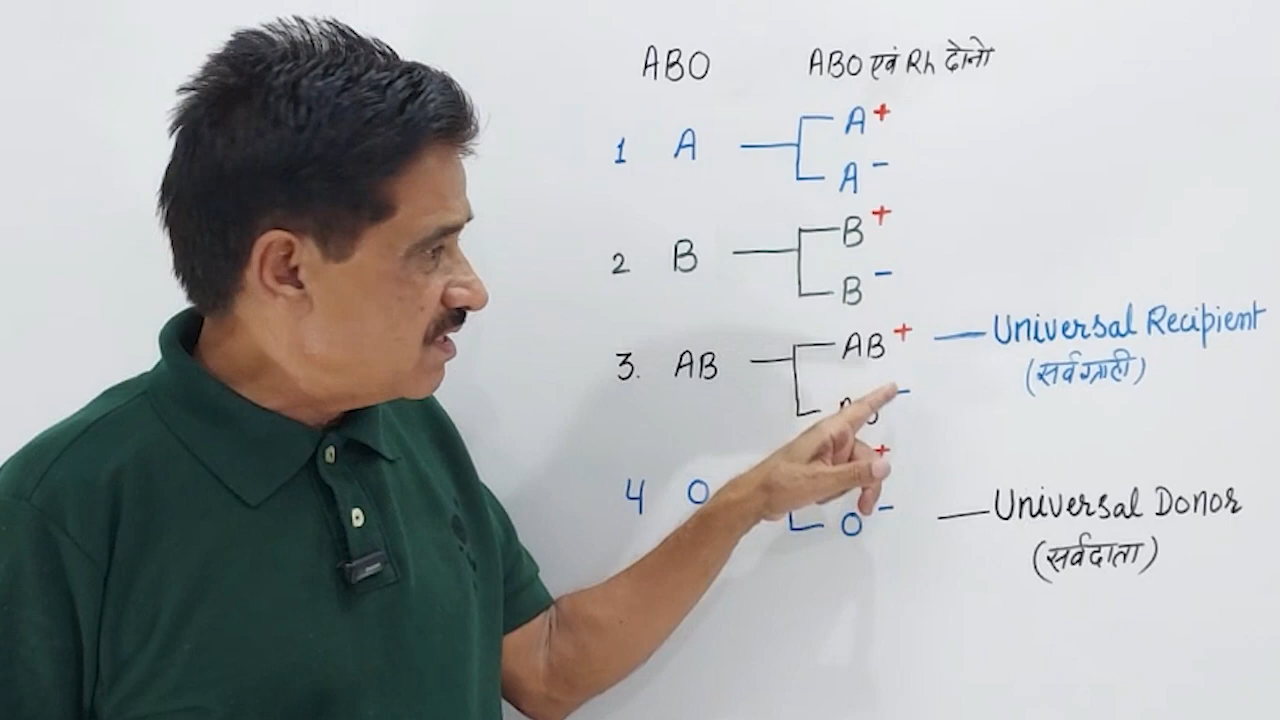 ABO ABO एवं Rh दोनो
1 A A+
A-
2 B B+
B-
3. AB AB+ Universal Recipient
(सर्वग्राही)
4 O
O- Universal Donor
(सर्वदाता)